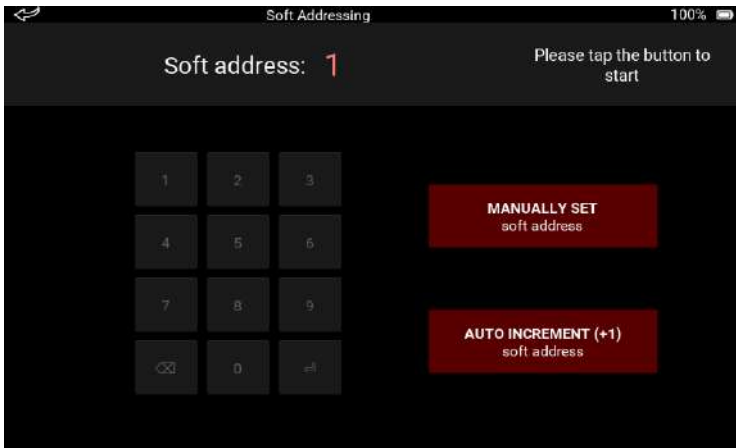 Soft Addressing
100%
Soft address: 1
Please tap the button to
start
1 2 3
4 5 6
7 8 9
0
MANUALLY SET
soft address
AUTO INCREMENT (+1)
soft address